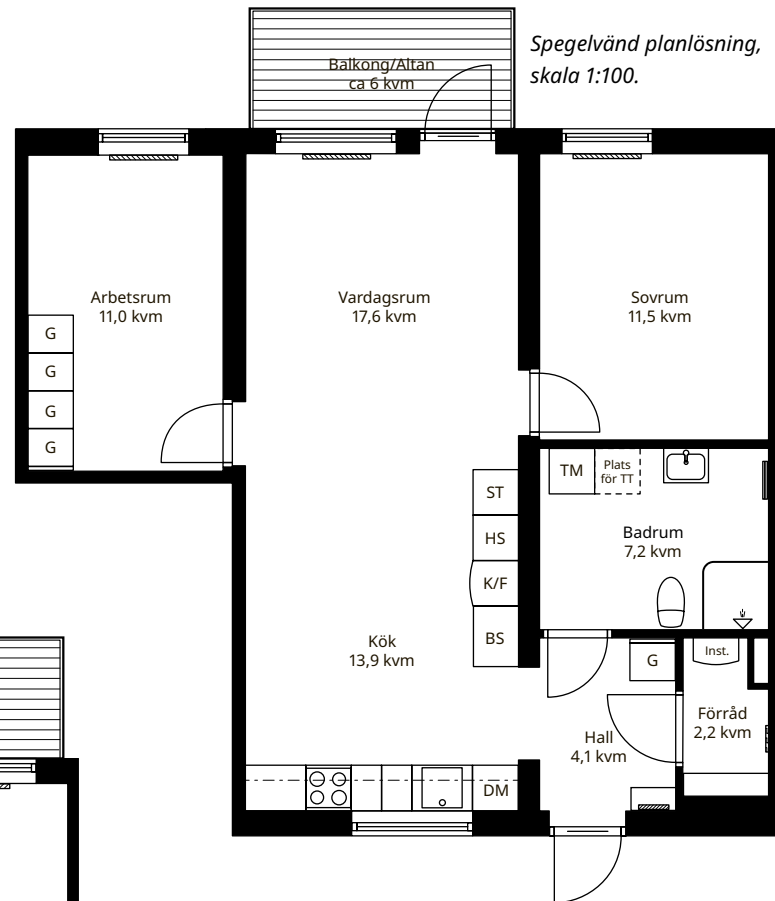 Spegelvänd planlösning,
skala 1:100.
Balkong/Altan
ca 6 kvm
Arbetsrum
11,0 kvm
Vardagsrum
17,6 kvm
Sovrum
11,5 kvm
G
G
G
G
TM
Plats
för TT
ST
HS
K/F
BS
Badrum
7,2 kvm
Kök
13,9 kvm
G
Inst.
Hall
4,1 kvm
Förråd
2,2 kvm
DM